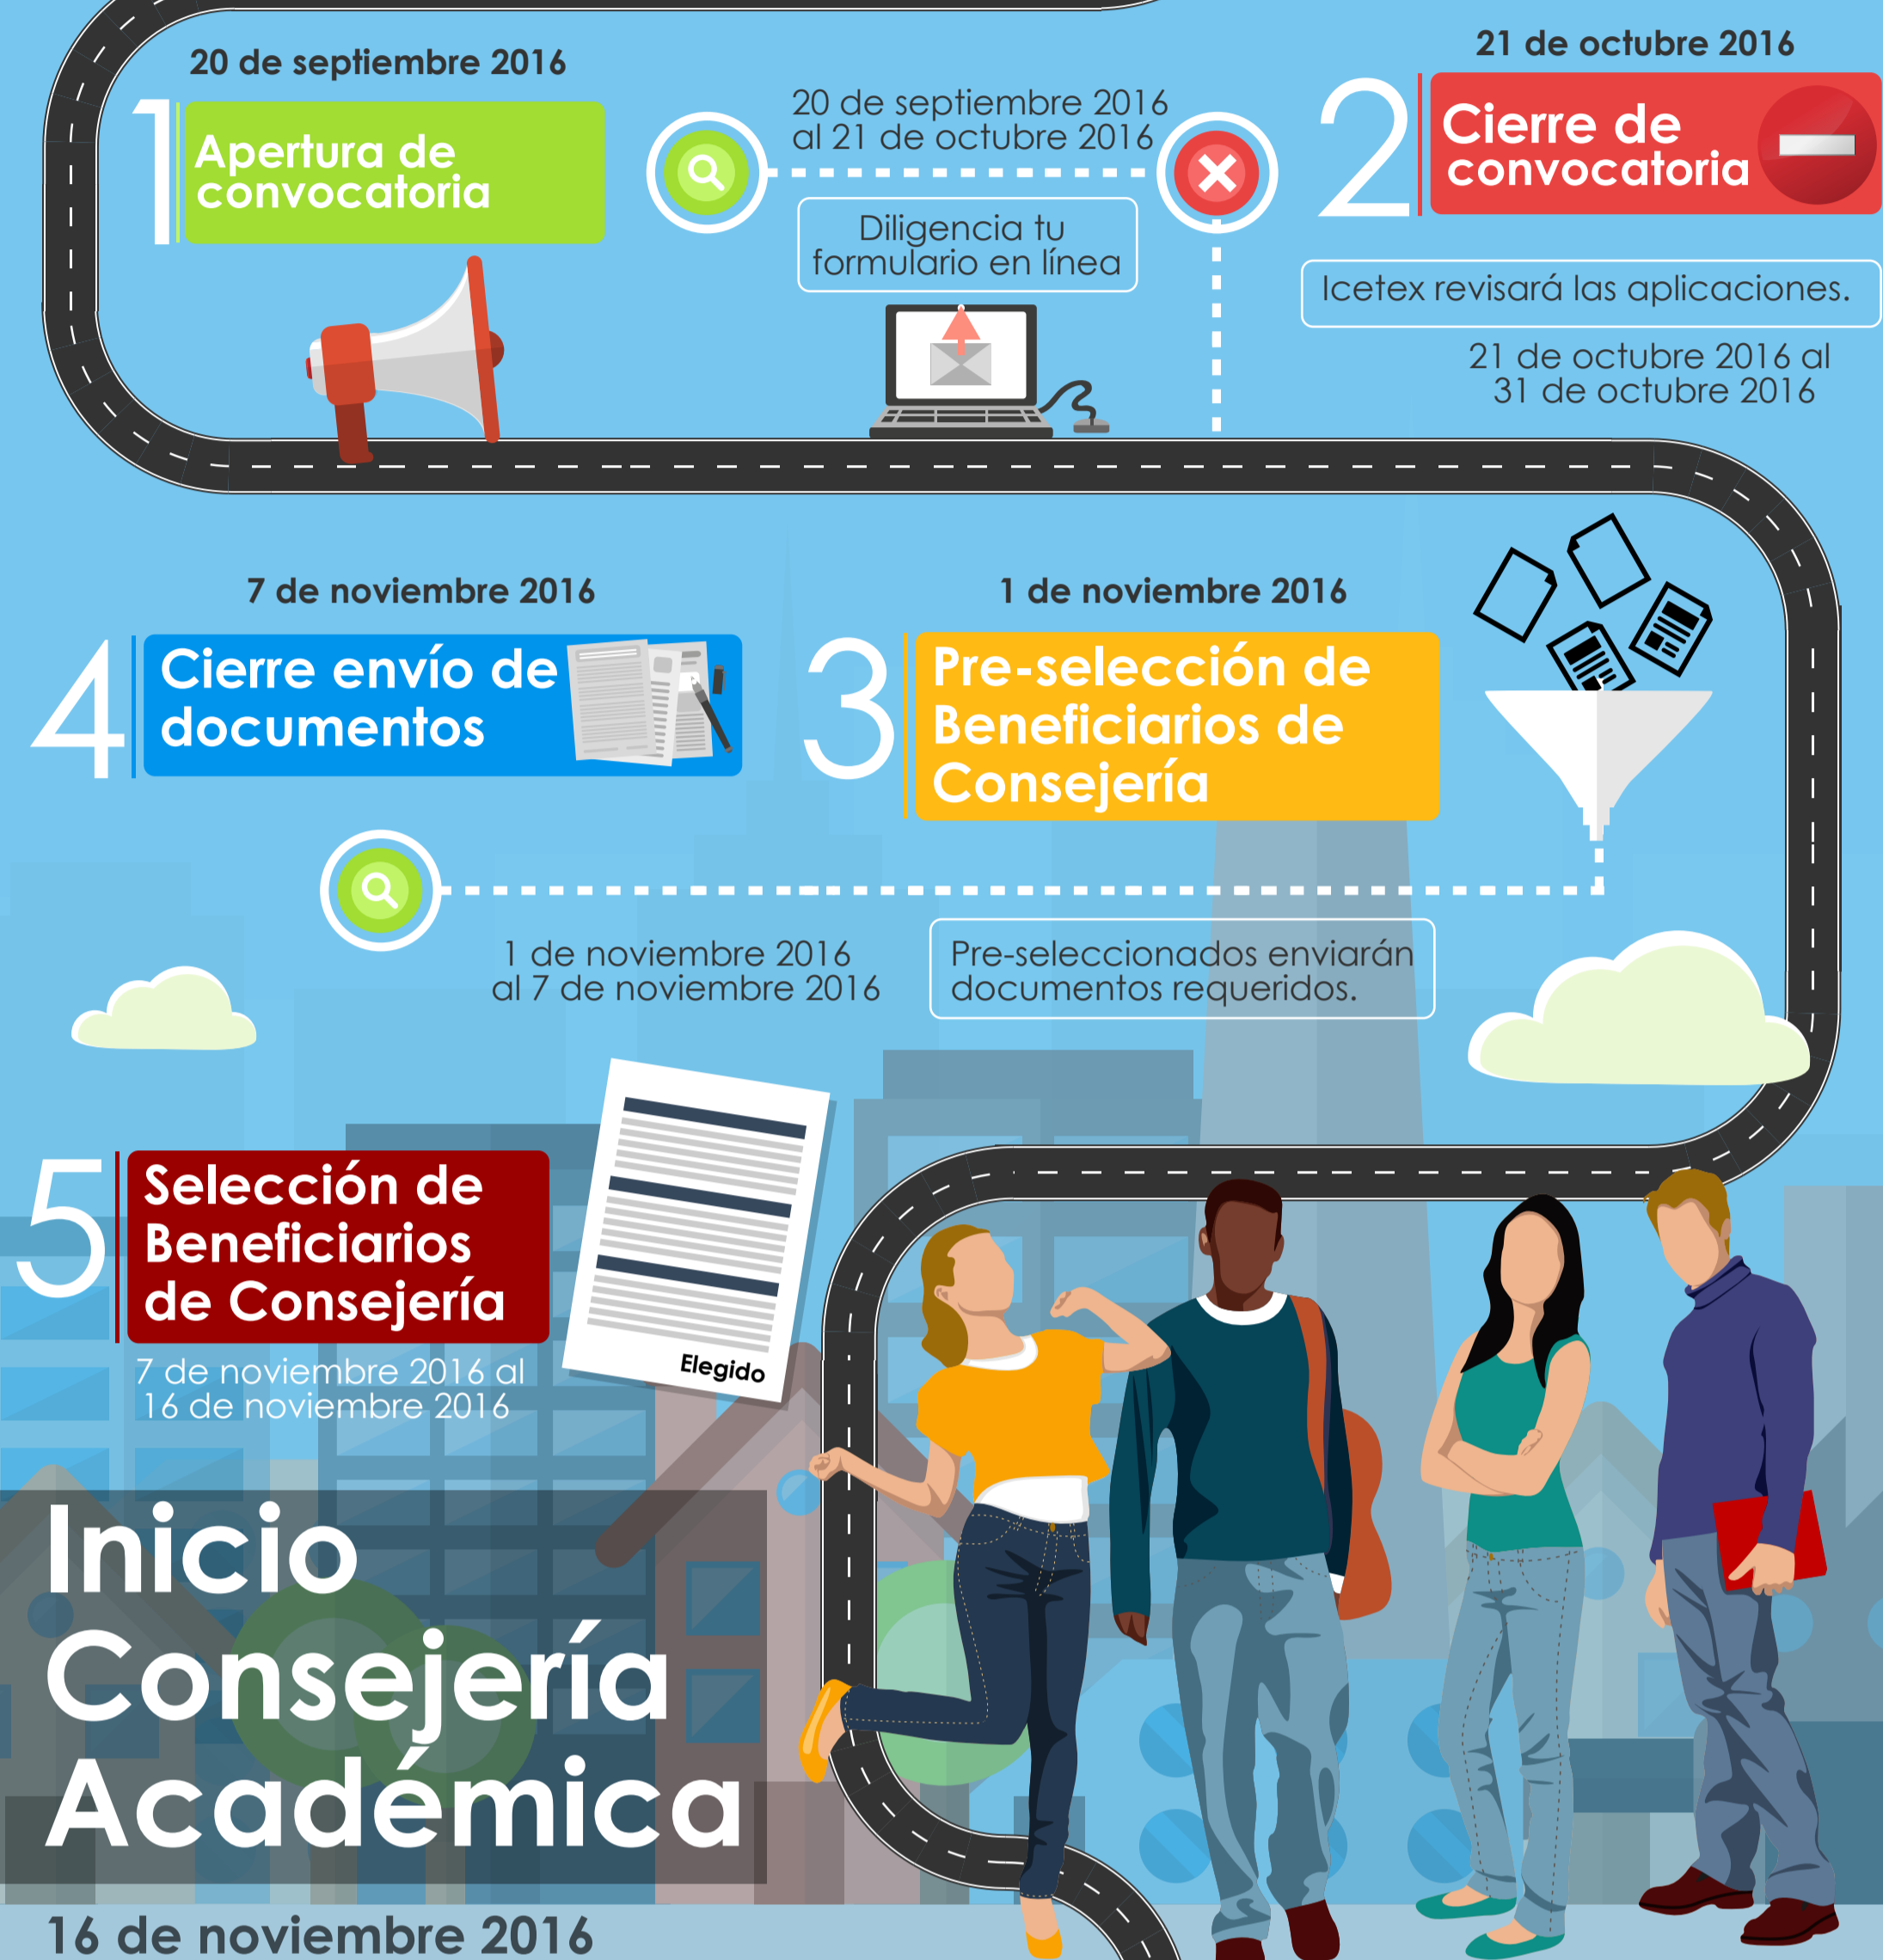 20 de septiembre 2016
1
Apertura de
convocatoria
20 de septiembre 2016
al 21 de octubre 2016
Diligencia tu
formulario en línea
21 de octubre 2016
2
Cierre de
convocatoria
Icetex revisará las aplicaciones.
21 de octubre 2016 al
31 de octubre 2016
1 de noviembre 2016
3
Pre-selección de
Beneficiarios de
Consejería
7 de noviembre 2016
4
Cierre envío de
documentos
1 de noviembre 2016
al 7 de noviembre 2016
Pre-seleccionados enviarán
documentos requeridos.
5
Selección de
Beneficiarios
de Consejería
7 de noviembre 2016 al
16 de noviembre 2016
Elegido
Inicio
Consejería
Académica
16 de noviembre 2016